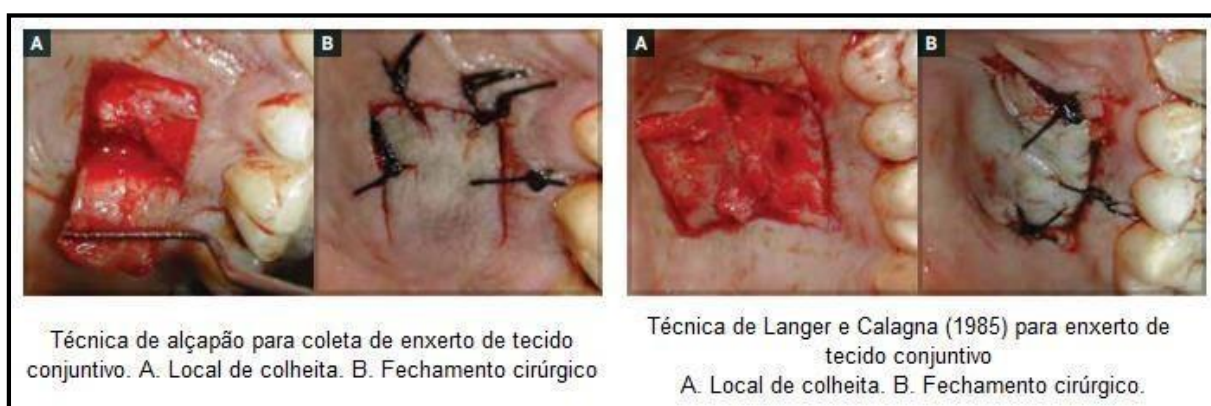 A
B
A
B
Técnica de alçapão para coleta de enxerto de tecido
conjuntivo. A. Local de colheita. B. Fechamento cirúrgico
Técnica de Langer e Calagna (1985) para enxerto de
tecido conjuntivo
A. Local de colheita. B. Fechamento cirúrgico.